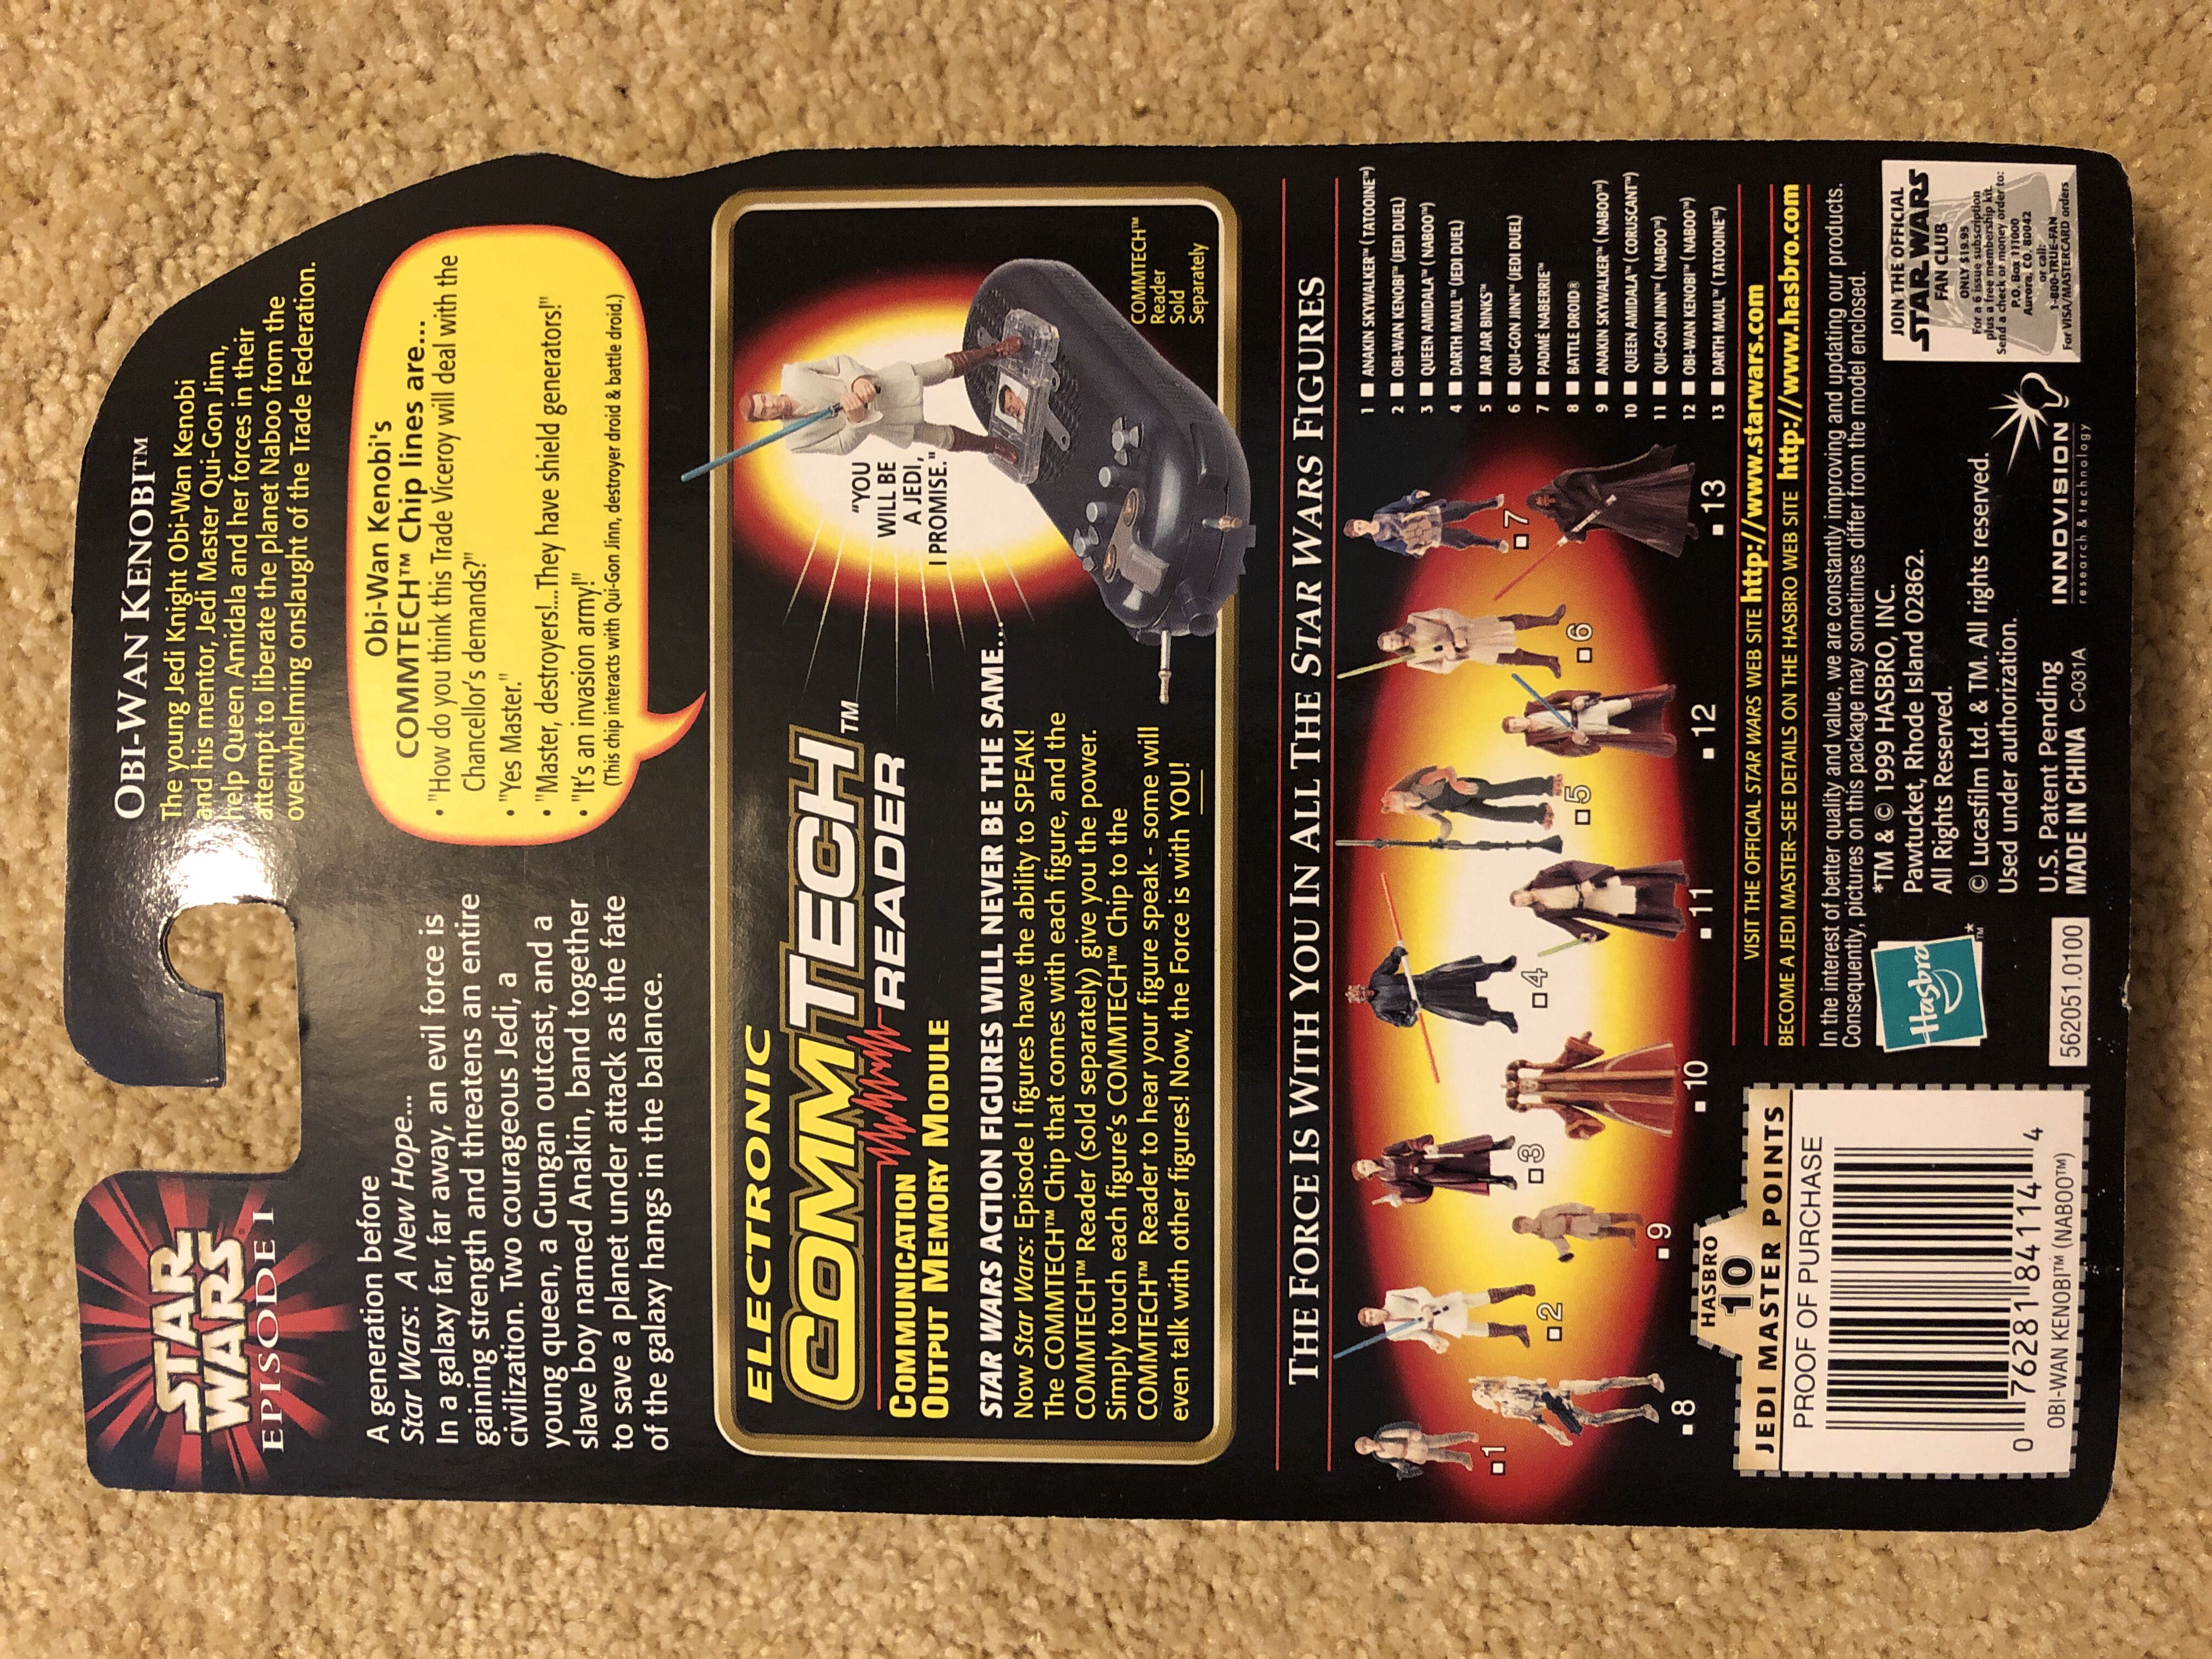 STAR
WARS
EPISODE I
OBI-WAN KENOBI™
The young Jedi Knight Obi-Wan Kenobi
and his mentor, Jedi Master Qui-Gon Jinn,
help Queen Amidala and her forces in their
attempt to liberate the planet Naboo from the
overwhelming onslaught of the Trade Federation.
A generation before
Star Wars: A New Hope...
In a galaxy far, far away, an evil force is
gaining strength and threatens an entire
civilization. Two courageous Jedi, a
young queen, a Gungan outcast, and a
slave boy named Anakin, band together
to save a planet under attack as the fate
of the galaxy hangs in the balance.
Obi-Wan Kenobi's
COMMTECH™ Chip lines are...
• "How do you think this Trade Viceroy will deal with the
Chancellor's demands?"
• "Yes Master."
• "Master, destroyers!...They have shield generators!"
• "It's an invasion army!"
(This chip interacts with Qui-Gon Jinn, destroyer droid & battle droid.)
ELECTRONIC
COMMTECH™
READER
COMMUNICATION
OUTPUT MEMORY MODULE
STAR WARS ACTION FIGURES WILL NEVER BE THE SAME...
Now Star Wars: Episode I figures have the ability to SPEAK!
The COMMTECH™ Chip that comes with each figure, and the
COMMTECH™ Reader (sold separately) give you the power.
Simply touch each figure's COMMTECH™ Chip to the
COMMTECH™ Reader to hear your figure speak - some will
even talk with other figures! Now, the Force is with YOU!
"YOU
WILL BE
A JEDI,
I PROMISE."
COMMTECH™
Reader
Sold
Separately
THE FORCE IS WITH YOU IN ALL THE STAR WARS FIGURES
1
2
3
4
5
6
7
8
9
10
11
12
13
1 ANAKIN SKYWALKER™ (TATOOINE™)
2 OBI-WAN KENOBI™ (JEDI DUEL)
3 QUEEN AMIDALA™ (NABOO™)
4 DARTH MAUL™ (JEDI DUEL)
5 JAR JAR BINKS™
6 QUI-GON JINN™ (JEDI DUEL)
7 PADMÉ NABERRIE™
8 BATTLE DROID®
9 ANAKIN SKYWALKER™ (NABOO™)
10 QUEEN AMIDALA™ (CORUSCANT™)
11 QUI-GON JINN™ (NABOO™)
12 OBI-WAN KENOBI™ (NABOO™)
13 DARTH MAUL™ (TATOOINE™)
VISIT THE OFFICIAL STAR WARS WEB SITE http://www.starwars.com
BECOME A JEDI MASTER-SEE DETAILS ON THE HASBRO WEB SITE http://www.hasbro.com
In the interest of better quality and value, we are constantly improving and updating our products.
Consequently, pictures on this package may sometimes differ from the model enclosed.
HASBRO
10
JEDI MASTER POINTS
PROOF OF PURCHASE
0 76281 84114 4
OBI-WAN KENOBI™ (NABOO™)
Hasbro
™*
*TM & © 1999 HASBRO, INC.
Pawtucket, Rhode Island 02862.
All Rights Reserved.
© Lucasfilm Ltd. & TM. All rights reserved.
Used under authorization.
U.S. Patent Pending
MADE IN CHINA C-031A
562051.0100
INNOVISION
research & technology
JOIN THE OFFICIAL
STAR WARS
FAN CLUB
ONLY $19.95
For a 6 issue subscription
plus a free membership kit.
Send a check or money order to:
P.O. Box 111000
Aurora, CO, 80042
or call:
1-800-TRUE-FAN
For VISA/MASTERCARD orders